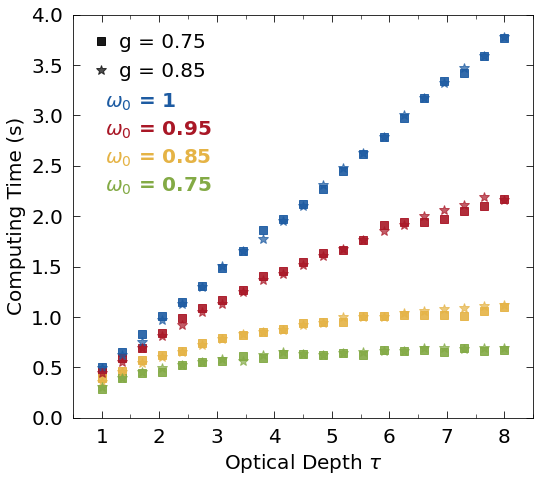 4.0
3.5
3.0
2.5
2.0
1.5
1.0
0.5
0.0
Computing Time (s)
g = 0.75
g = 0.85
ω₀ = 1
ω₀ = 0.95
ω₀ = 0.85
ω₀ = 0.75
1 2 3 4 5 6 7 8
Optical Depth τ